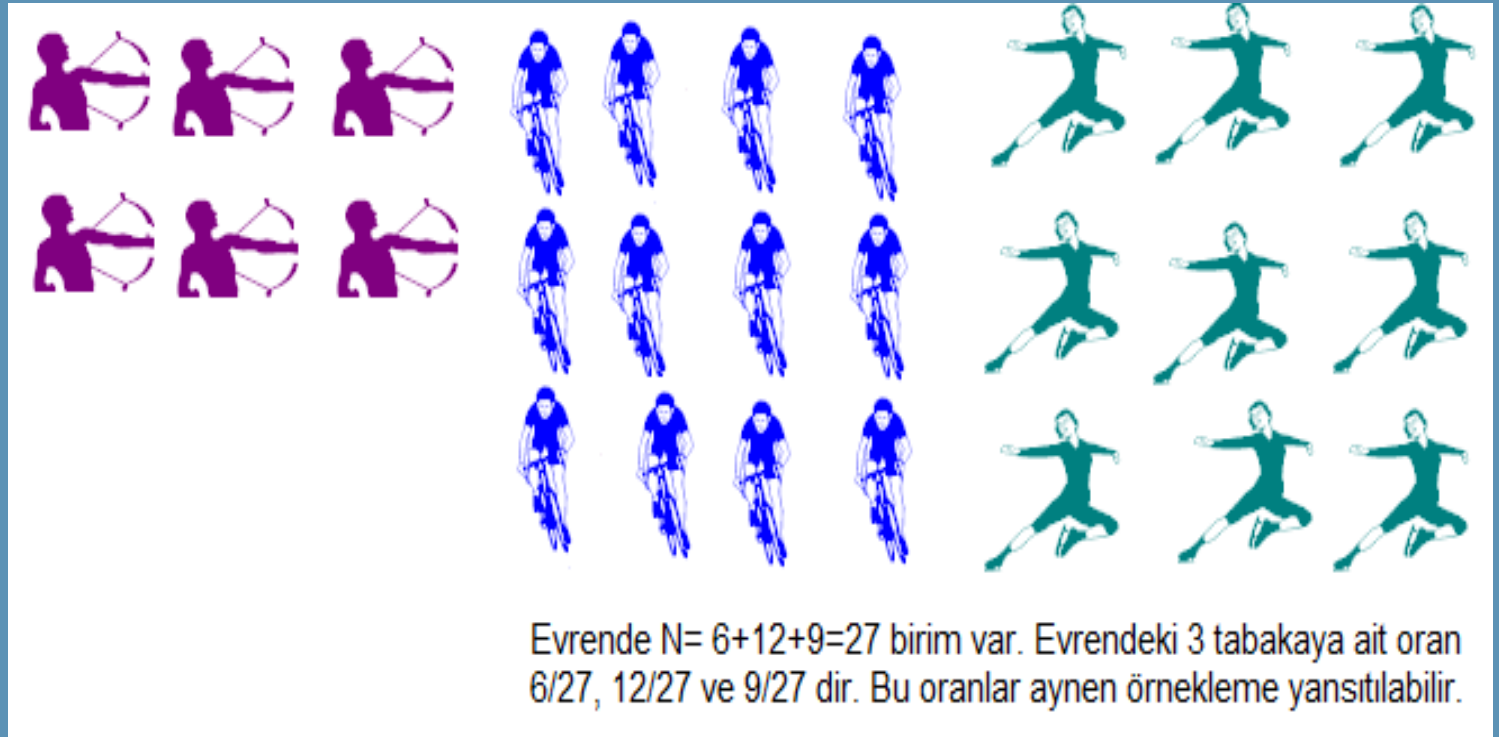 Evrende N= 6+12+9=27 birim var. Evrendeki 3 tabakaya ait oran
6/27, 12/27 ve 9/27 dir. Bu oranlar aynen örnekleme yansıtılabilir.